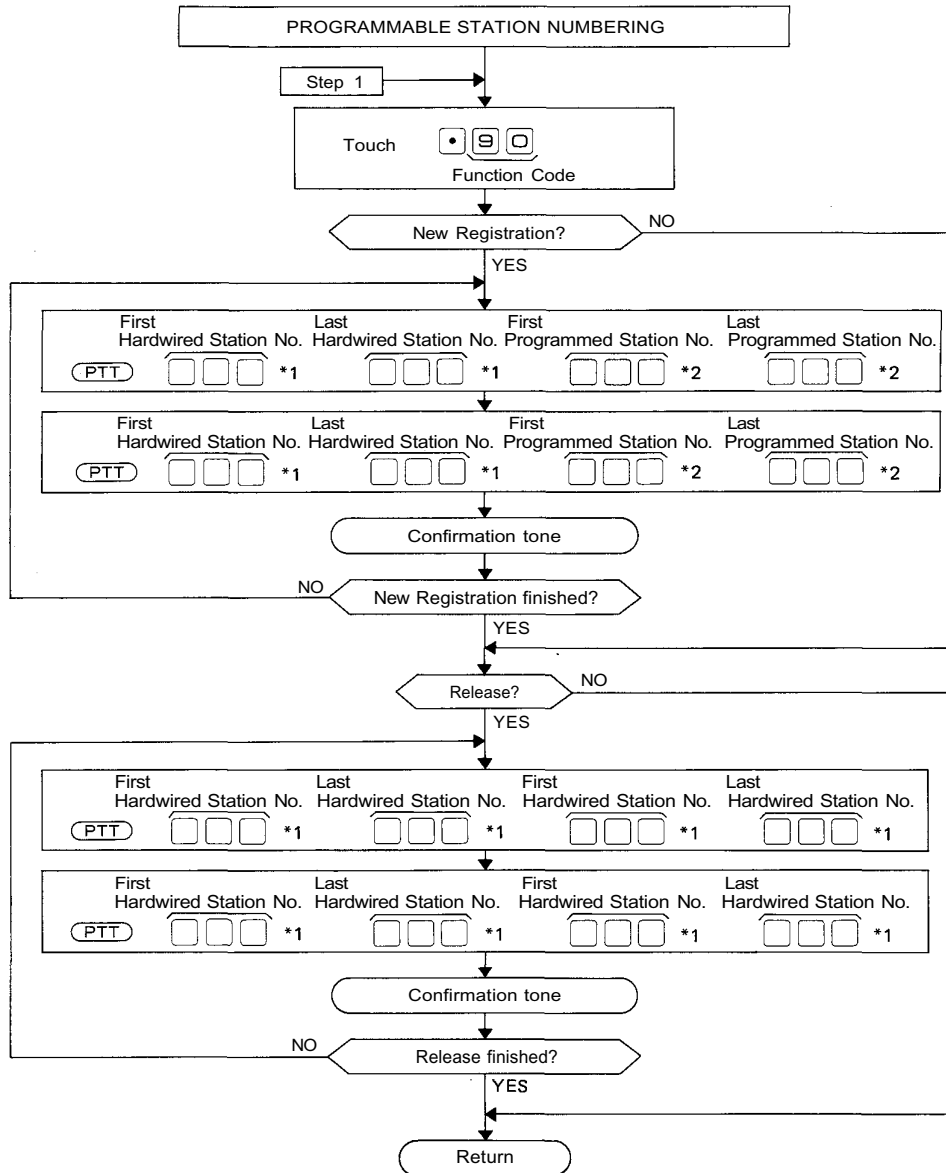 PROGRAMMABLE STATION NUMBERING
Step 1
Touch • 9 0
Function Code
New Registration? NO
YES
First Last First Last
Hardwired Station No. Hardwired Station No. Programmed Station No. Programmed Station No.
PTT *1 *1 *2 *2
First Last First Last
Hardwired Station No. Hardwired Station No. Programmed Station No. Programmed Station No.
PTT *1 *1 *2 *2
Confirmation tone
NO New Registration finished?
YES
Release? NO
YES
First Last First Last
Hardwired Station No. Hardwired Station No. Hardwired Station No. Hardwired Station No.
PTT *1 *1 *1 *1
First Last First Last
Hardwired Station No. Hardwired Station No. Hardwired Station No. Hardwired Station No.
PTT *1 *1 *1 *1
Confirmation tone
NO Release finished?
YES
Return